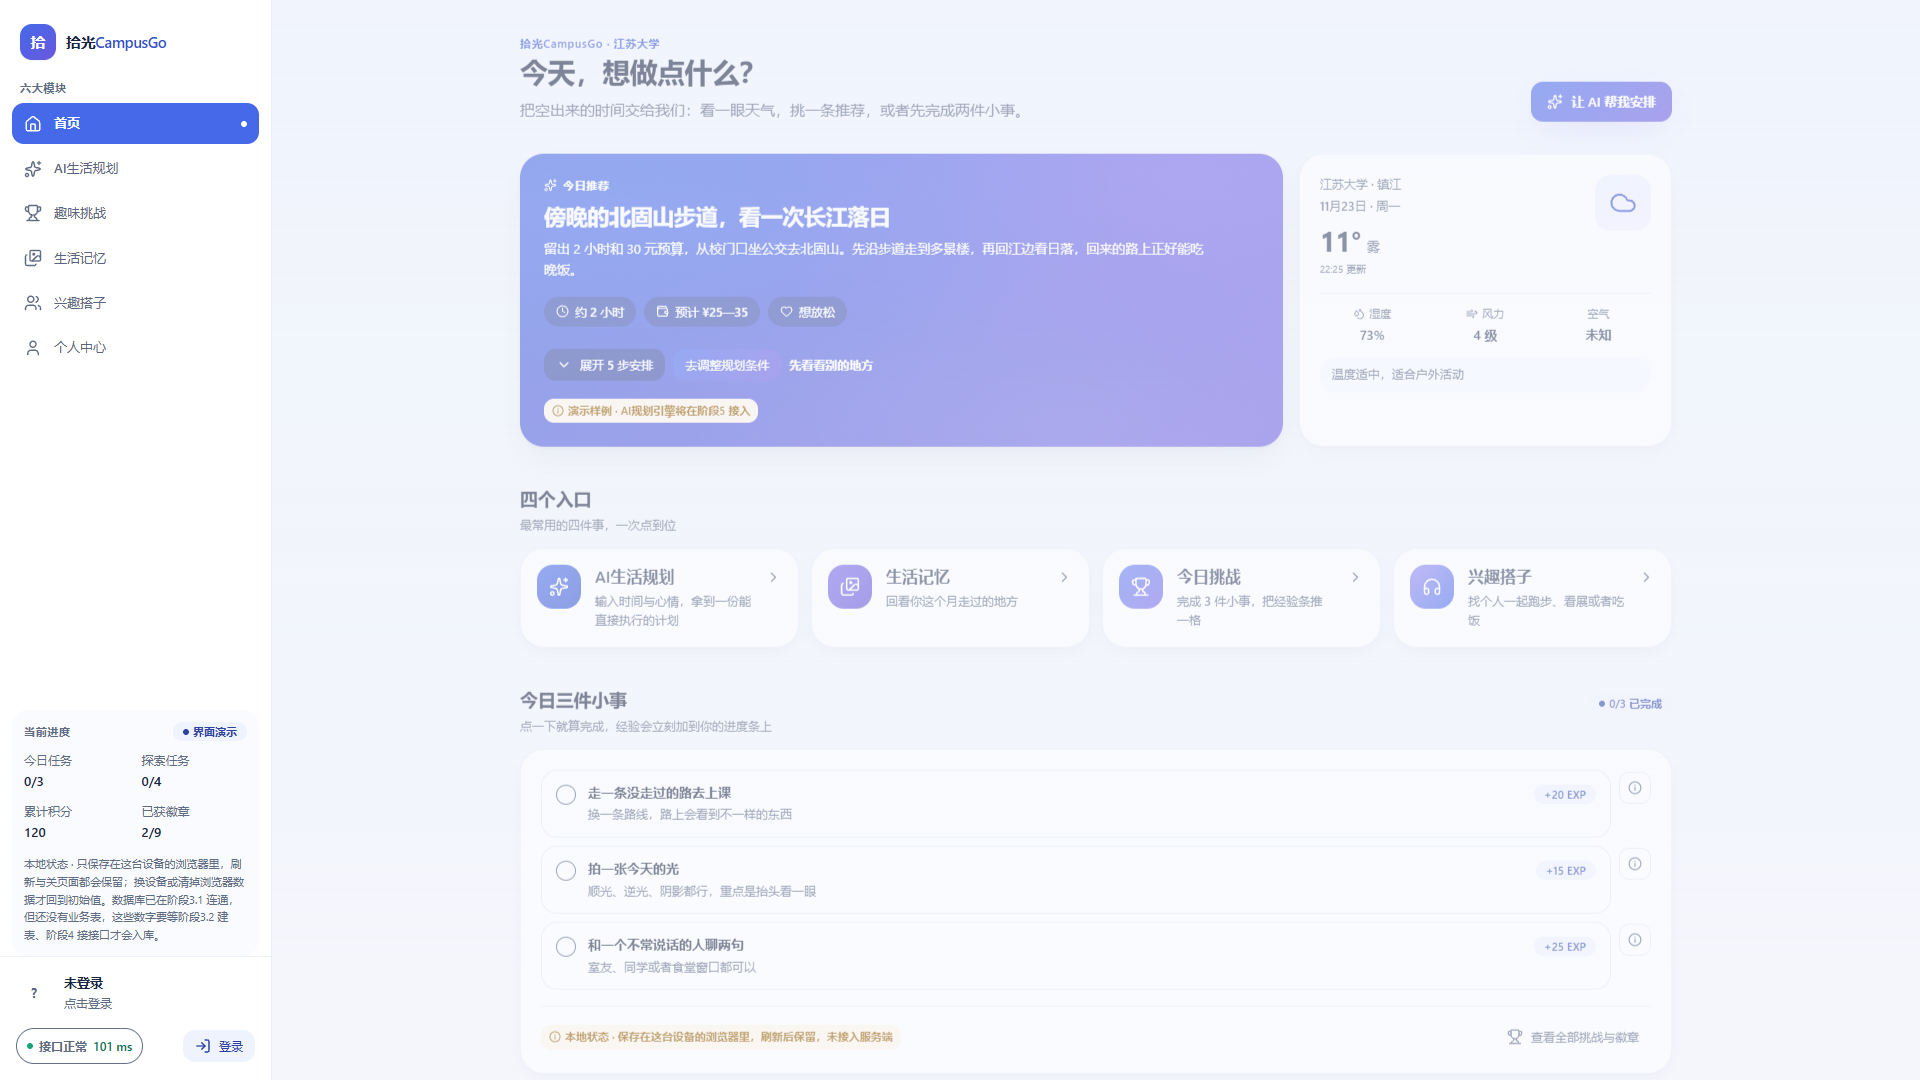 拾 拾光CampusGo
六大模块
首页
AI生活规划
趣味挑战
生活记忆
兴趣搭子
个人中心
当前进度
界面演示
今日任务 探索任务
0/3 0/4
累计积分 已获徽章
120 2/9
本地状态 · 只保存在这台设备的浏览器里，刷
新与关页面都会保留；换设备或清掉浏览器数
据才回到初始值。数据库已在阶段3.1 连通，
但还没有业务表，这些数字要等阶段3.2 建
表、阶段4 接接口才会入库。
?
未登录
点击登录
接口正常 101 ms
登录
拾光CampusGo · 江苏大学
今天，想做点什么？
把空出来的时间交给我们：看一眼天气，挑一条推荐，或者先完成两件小事。
让 AI 帮我安排
今日推荐
傍晚的北固山步道，看一次长江落日
留出 2 小时和 30 元预算，从校门口坐公交去北固山。先沿步道走到多景楼，再回江边看日落，回来的路上正好能吃
晚饭。
约 2 小时
预计 ¥25—35
想放松
展开 5 步安排
去调整规划条件
先看看别的地方
演示样例 · AI规划引擎将在阶段5 接入
江苏大学 · 镇江
11月23日 · 周一
11° 雾
22:25 更新
湿度 风力 空气
73% 4 级 未知
温度适中，适合户外活动
四个入口
最常用的四件事，一次点到位
AI生活规划
输入时间与心情，拿到一份能
直接执行的计划
生活记忆
回看你这个月走过的地方
今日挑战
完成 3 件小事，把经验条推
一格
兴趣搭子
找个人一起跑步、看展或者吃
饭
今日三件小事
0/3 已完成
点一下就算完成，经验会立刻加到你的进度条上
走一条没走过的路去上课
换一条路线，路上会看到不一样的东西
+20 EXP
拍一张今天的光
顺光、逆光、阴影都行，重点是抬头看一眼
+15 EXP
和一个不常说话的人聊两句
室友、同学或者食堂窗口都可以
+25 EXP
本地状态 · 保存在这台设备的浏览器里，刷新后保留，未接入服务端
查看全部挑战与徽章